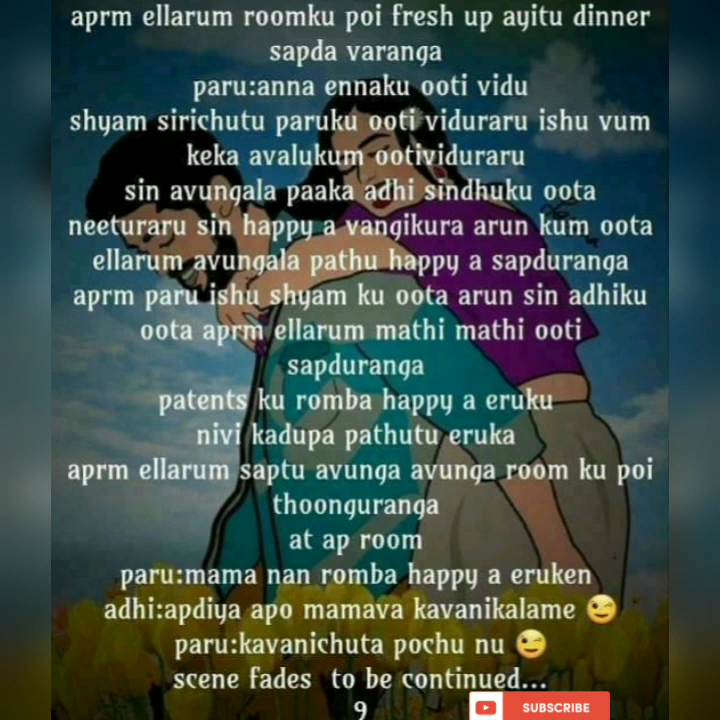 aprm ellarum roomku poi fresh up ayitu dinner
sapda varanga
paru:anna ennaku ooti vidu
shyam sirichutu paruku ooti viduraru ishu vum
keka avalukum ootividuraru
sin avungala paaka adhi sindhuku oota
neeturaru sin happy a vangikura arun kum oota
ellarum avungala pathu happy a sapduranga
aprm paru ishu shyam ku oota arun sin adhiku
oota aprm ellarum mathi mathi ooti
sapduranga
patents ku romba happy a eruku
nivi kadupa pathutu eruka
aprm ellarum saptu avunga avunga room ku poi
thoonguranga
at ap room
paru:mama nan romba happy a eruken
adhi:apdiya apo mamava kavanikalame 😉
paru:kavanichuta pochu nu 😉
scene fades to be continued...
9
SUBSCRIBE